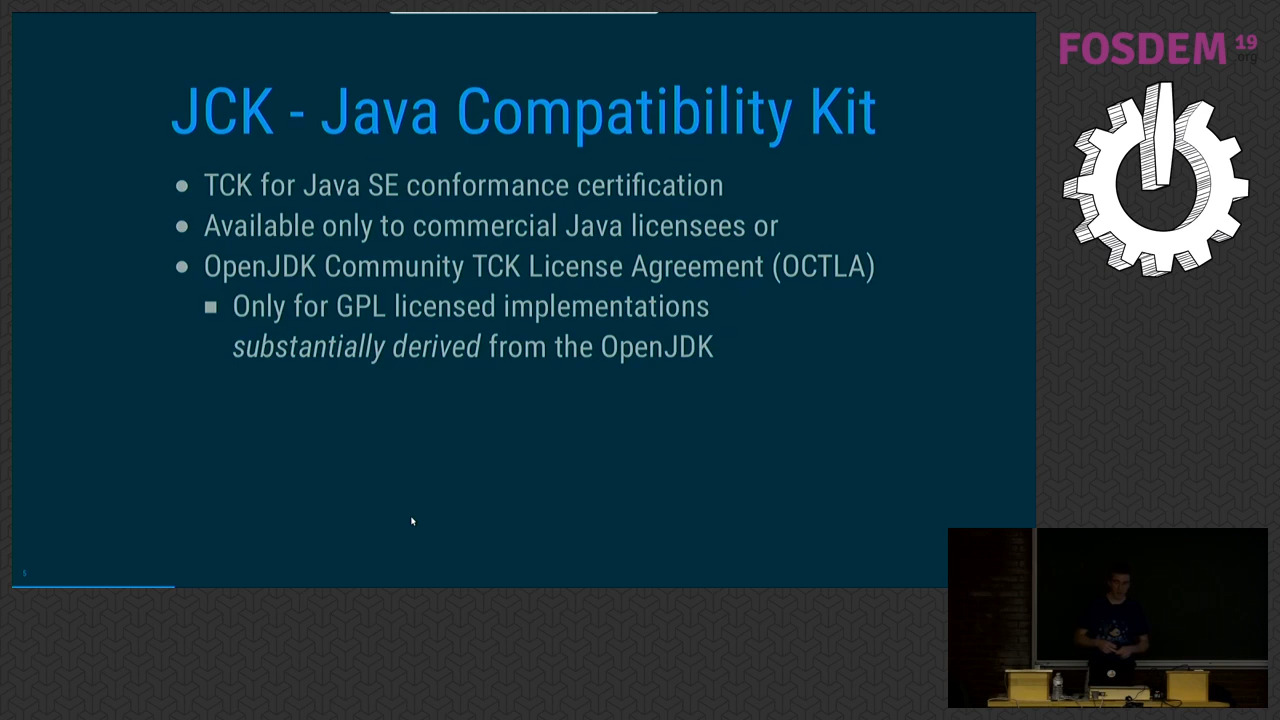 JCK - Java Compatibility Kit
TCK for Java SE conformance certification
Available only to commercial Java licensees or
OpenJDK Community TCK License Agreement (OCTLA)
Only for GPL licensed implementations
substantially derived from the OpenJDK
6
FOSDEM 19
.org